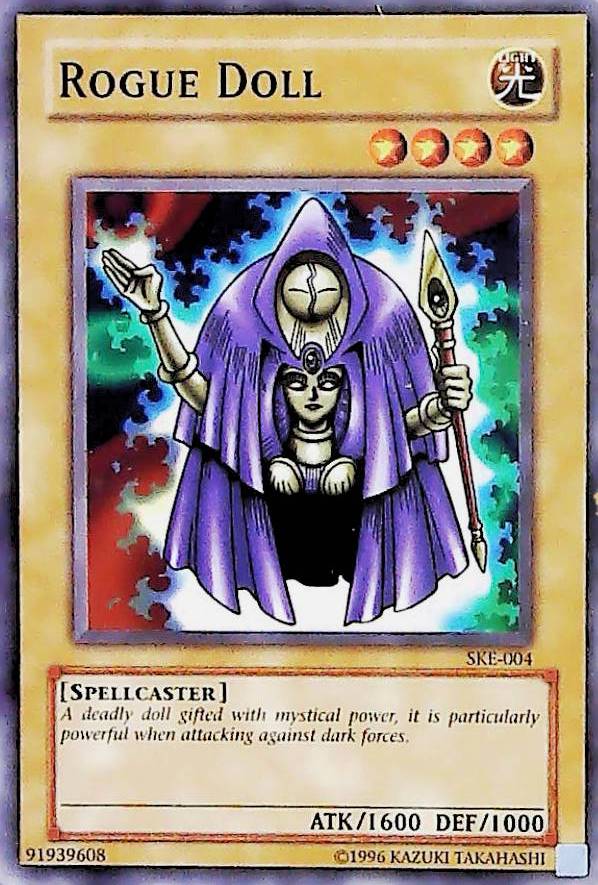 ROGUE DOLL
LIGHT
光
SKE-004
[SPELLCASTER]
A deadly doll gifted with mystical power, it is particularly
powerful when attacking against dark forces.
ATK/1600 DEF/1000
91939608
©1996 KAZUKI TAKAHASHI